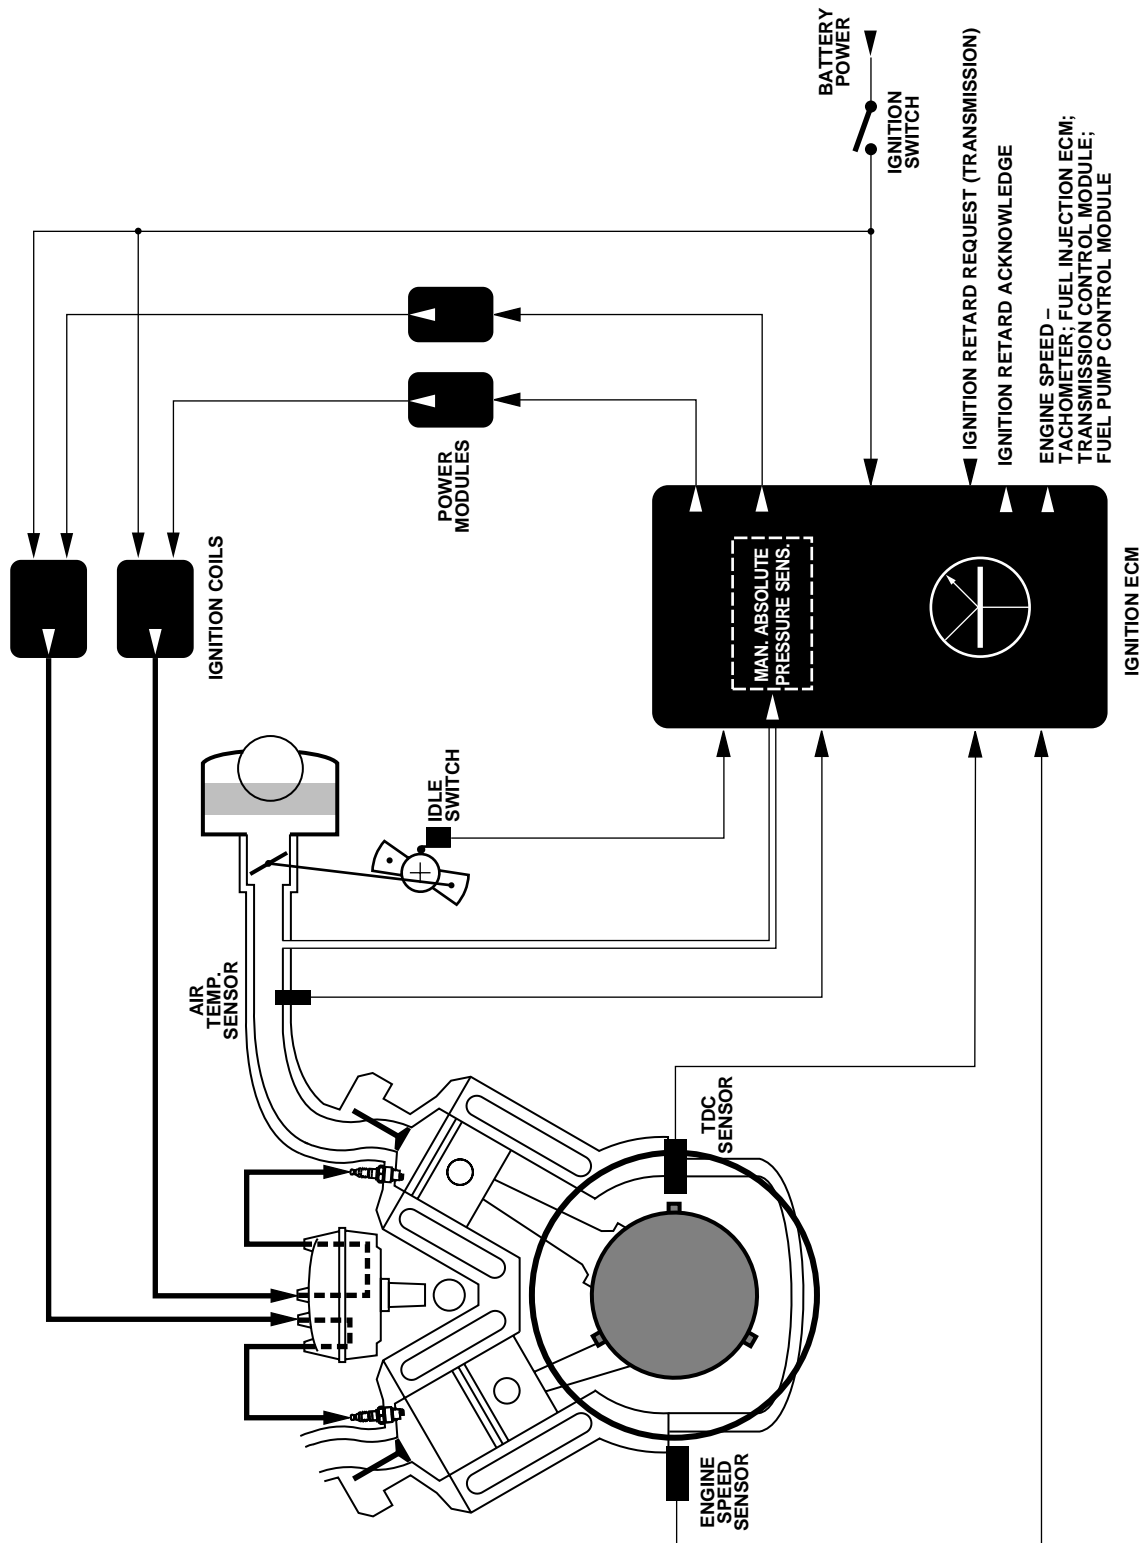 BATTERY
POWER
IGNITION
SWITCH
IGNITION RETARD REQUEST (TRANSMISSION)
IGNITION RETARD ACKNOWLEDGE
ENGINE SPEED –
TACHOMETER; FUEL INJECTION ECM;
TRANSMISSION CONTROL MODULE;
FUEL PUMP CONTROL MODULE
POWER
MODULES
IGNITION COILS
MAN. ABSOLUTE
PRESSURE SENS.
IGNITION ECM
IDLE
SWITCH
AIR
TEMP.
SENSOR
TDC
SENSOR
ENGINE
SPEED
SENSOR